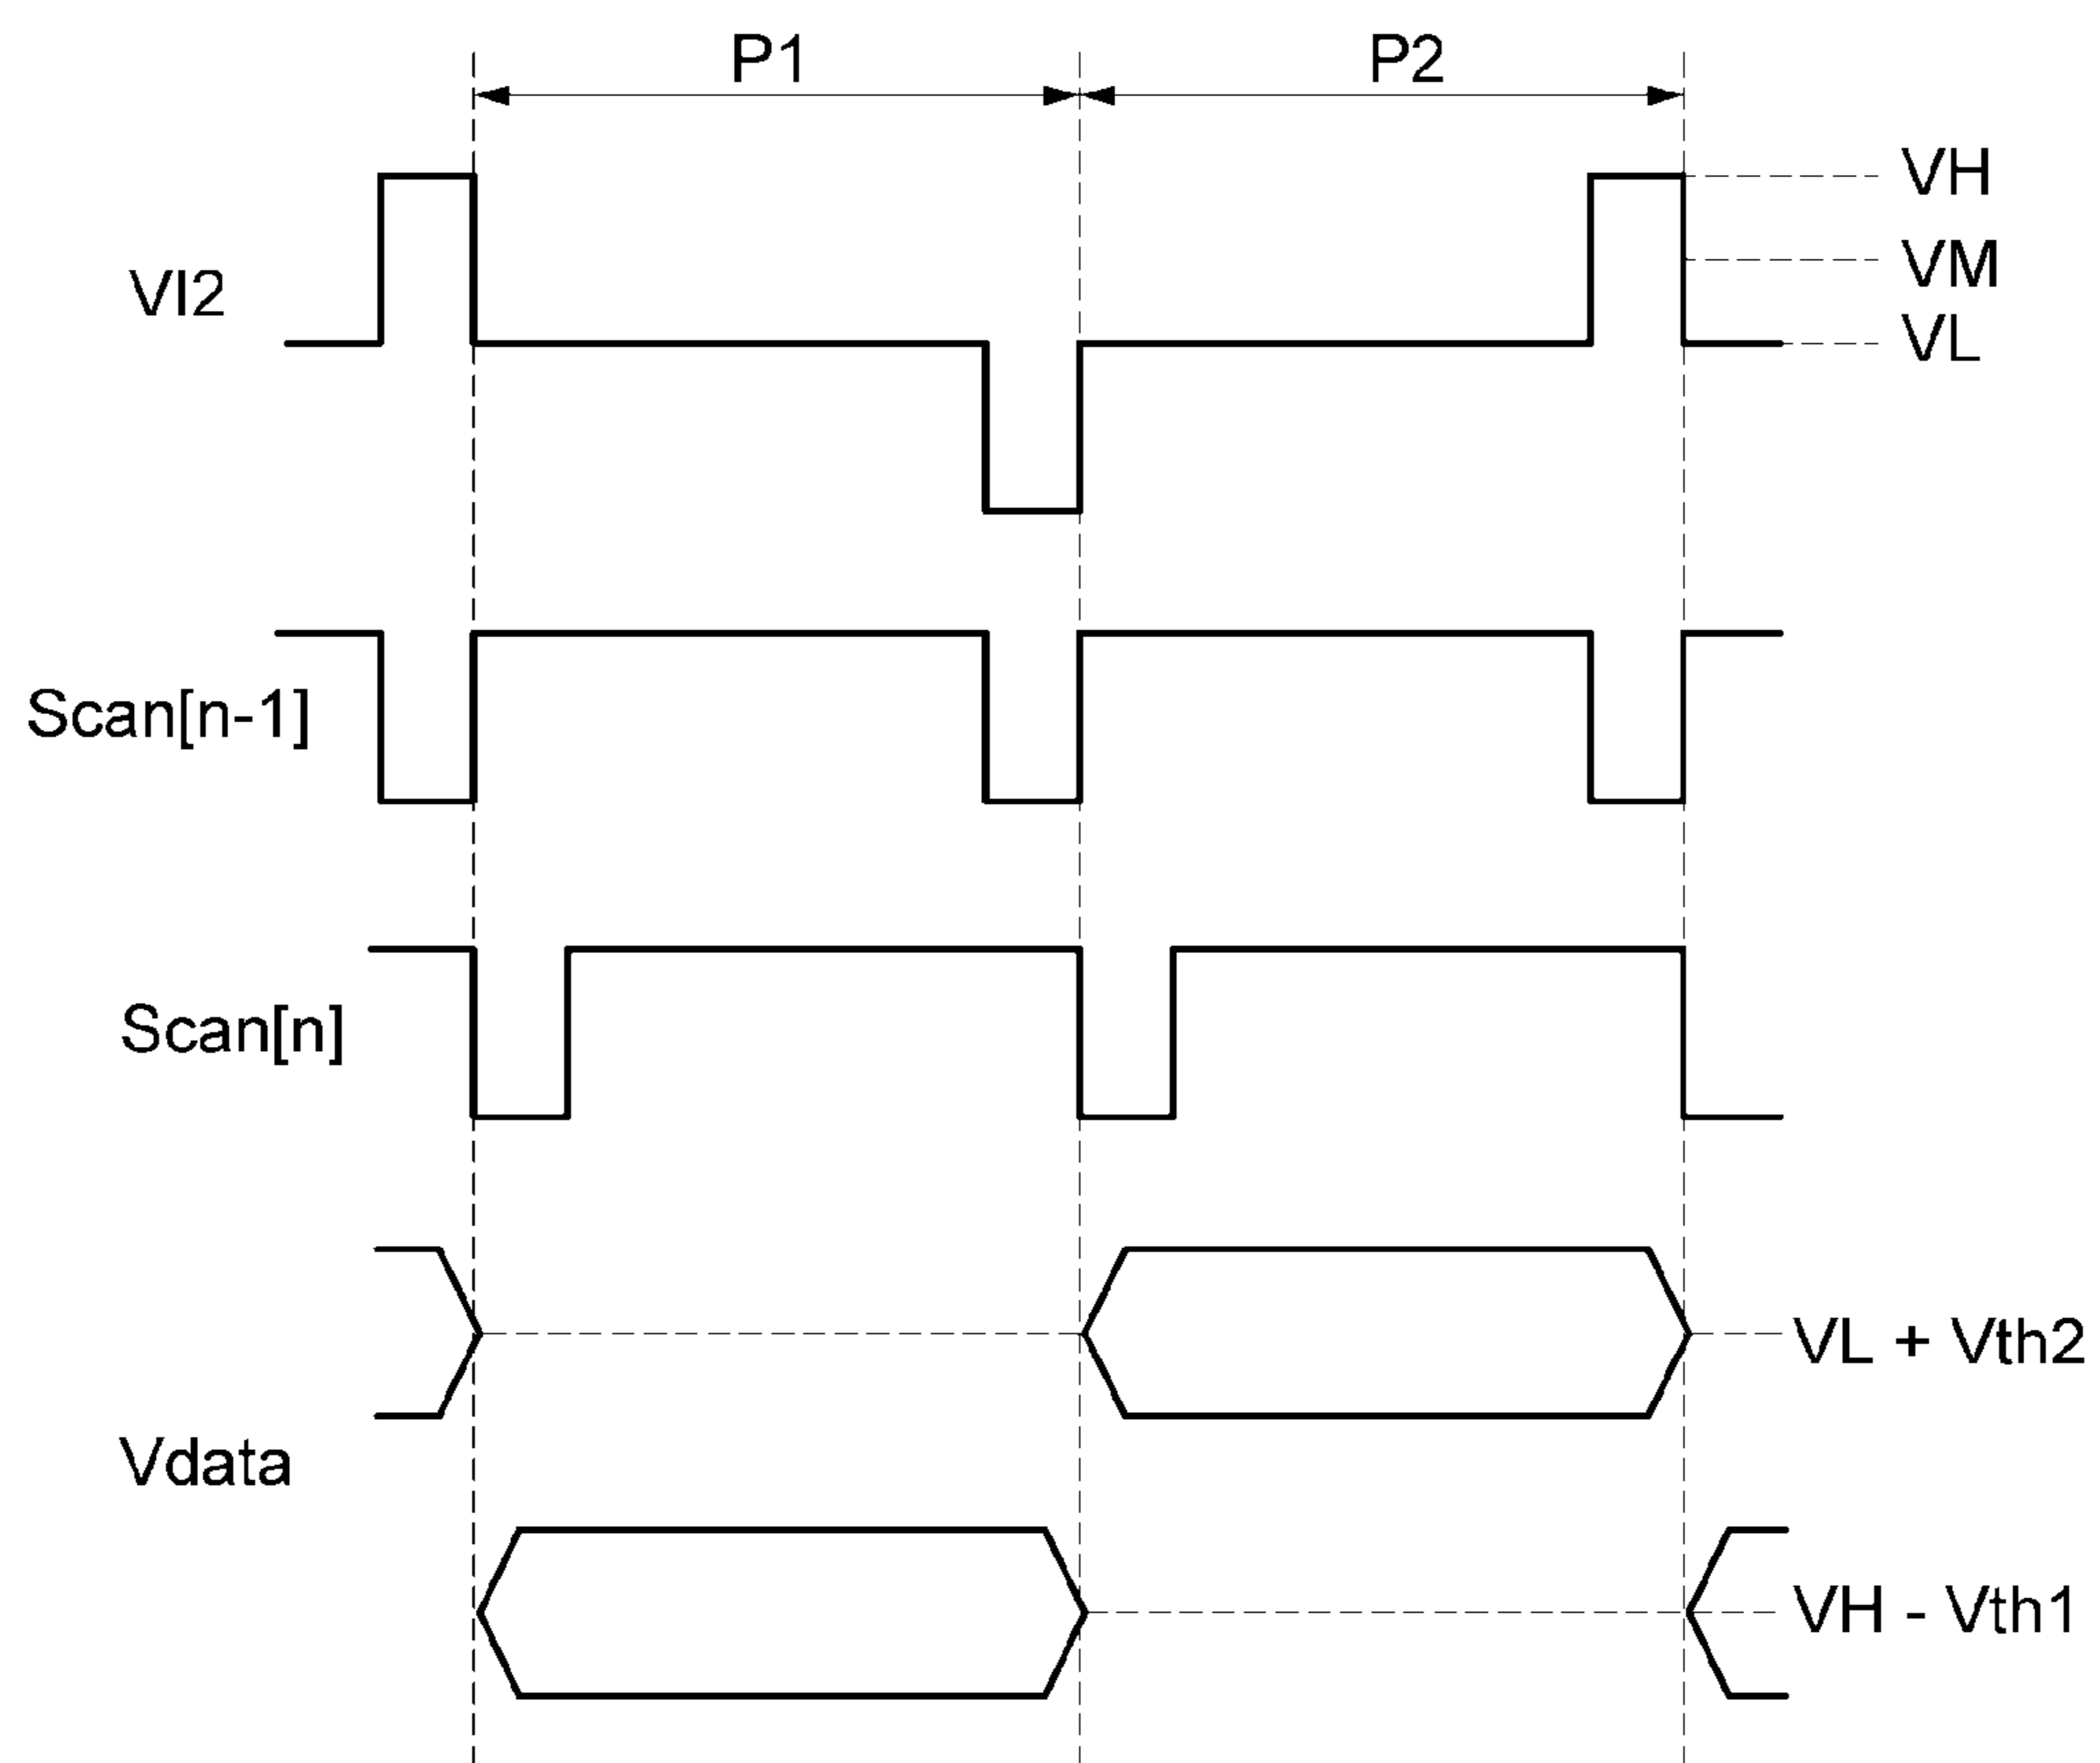 P1
P2
VH
VM
VL
VI2
Scan[n-1]
Scan[n]
VL + Vth2
Vdata
VH - Vth1